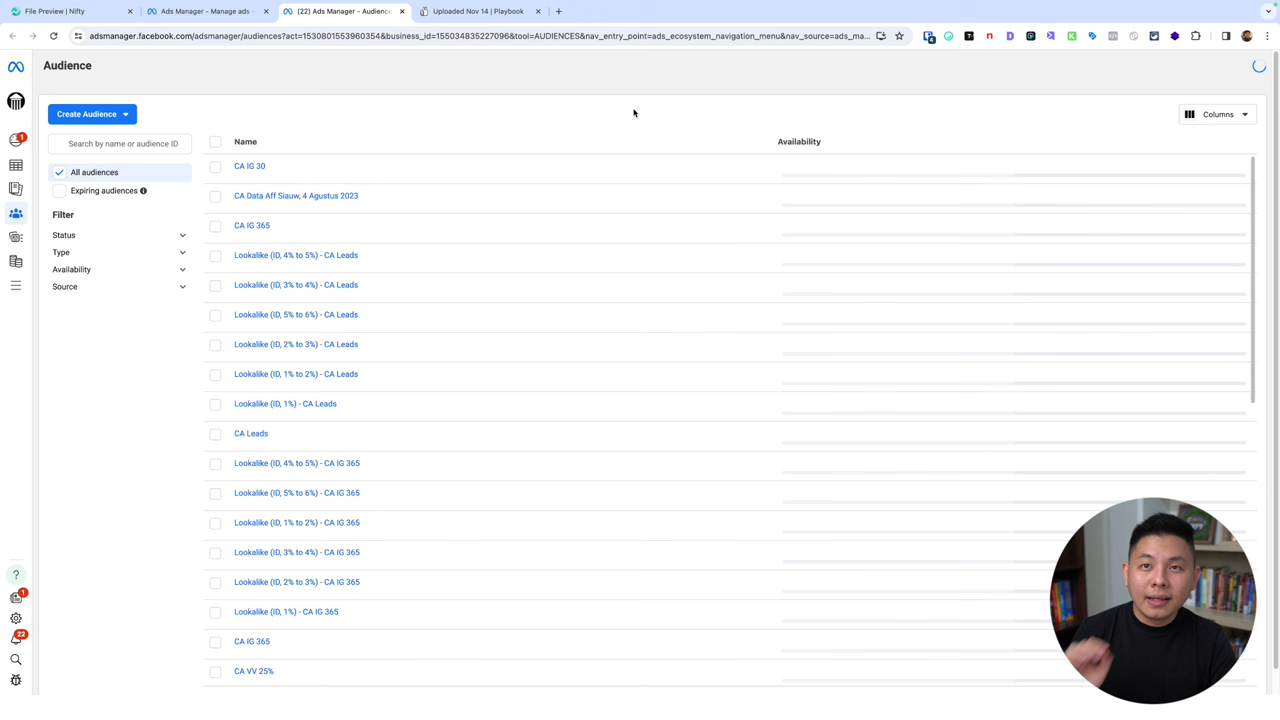 File Preview | Nifty
Ads Manager - Manage ads -
(22) Ads Manager - Audience
Uploaded Nov 14 | Playbook
adsmanager.facebook.com/adsmanager/audiences?act=1530801553960354&business_id=155034835227096&tool=AUDIENCES&nav_entry_point=ads_ecosystem_navigation_menu&nav_source=ads_ma...
Audience
Create Audience
Columns
Search by name or audience ID
Name
Availability
All audiences
Expiring audiences
Filter
Status
Type
Availability
Source
CA IG 30
CA Data Aff Siauw, 4 Agustus 2023
CA IG 365
Lookalike (ID, 4% to 5%) - CA Leads
Lookalike (ID, 3% to 4%) - CA Leads
Lookalike (ID, 5% to 6%) - CA Leads
Lookalike (ID, 2% to 3%) - CA Leads
Lookalike (ID, 1% to 2%) - CA Leads
Lookalike (ID, 1%) - CA Leads
CA Leads
Lookalike (ID, 4% to 5%) - CA IG 365
Lookalike (ID, 5% to 6%) - CA IG 365
Lookalike (ID, 1% to 2%) - CA IG 365
Lookalike (ID, 3% to 4%) - CA IG 365
Lookalike (ID, 2% to 3%) - CA IG 365
Lookalike (ID, 1%) - CA IG 365
CA IG 365
CA VV 25%
1
1
22